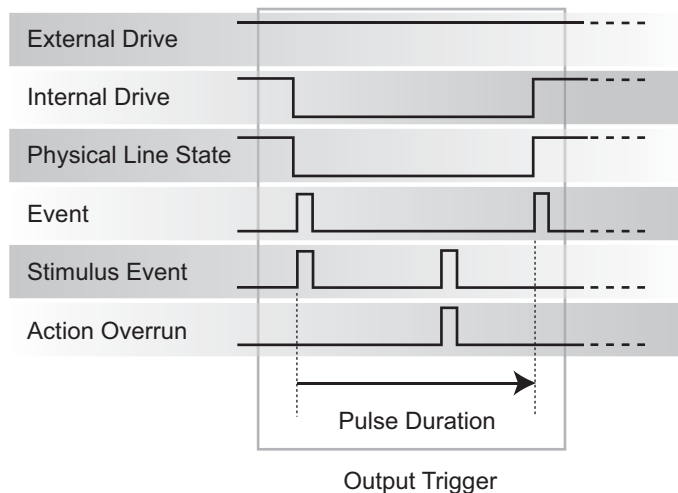 External Drive
Internal Drive
Physical Line State
Event
Stimulus Event
Action Overrun
Pulse Duration
Output Trigger